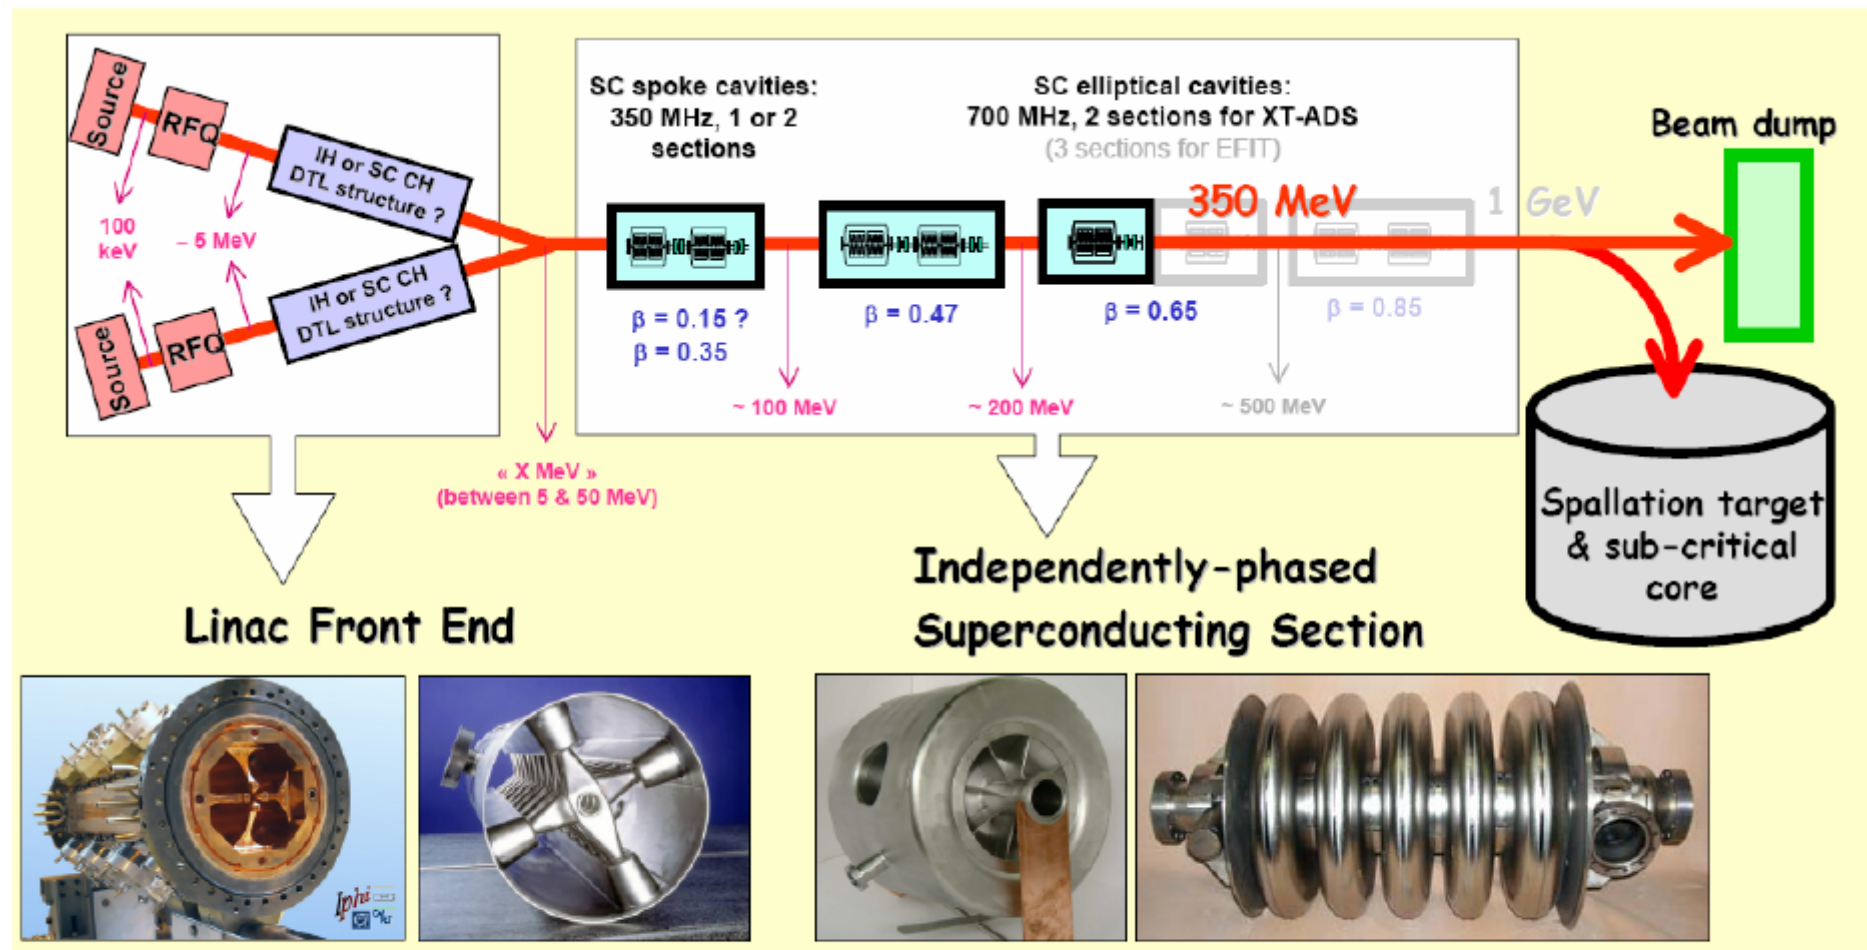 Source
RFQ
IH or SC CH
DTL structure ?
100
keV
~ 5 MeV
Source
RFQ
IH or SC CH
DTL structure ?
« X MeV »
(between 5 & 50 MeV)
Linac Front End
SC spoke cavities:
350 MHz, 1 or 2
sections
SC elliptical cavities:
700 MHz, 2 sections for XT-ADS
(3 sections for EFIT)
350 MeV
1 GeV
β = 0.15 ?
β = 0.35
β = 0.47
β = 0.65
β = 0.85
~ 100 MeV
~ 200 MeV
~ 500 MeV
Independently-phased
Superconducting Section
Beam dump
Spallation target
& sub-critical
core
Iphi